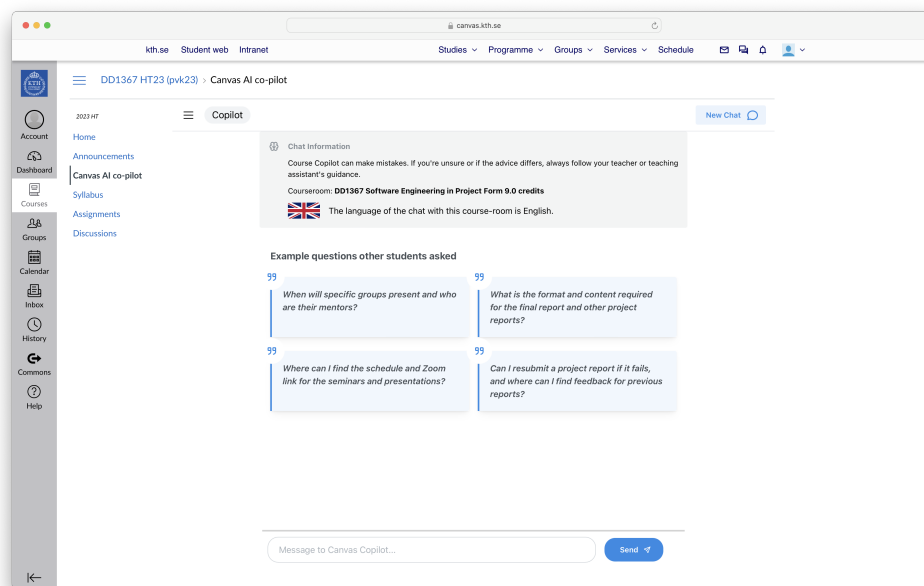 canvas.kth.se
kth.se Student web Intranet Studies Programme Groups Services Schedule
KTH
DD1367 HT23 (pvk23) > Canvas AI co-pilot
Account
Dashboard
Courses
Groups
Calendar
Inbox
History
Commons
Help
2023 HT
Home
Announcements
Canvas AI co-pilot
Syllabus
Assignments
Discussions
Copilot
New Chat
Chat Information
Course Copilot can make mistakes. If you're unsure or if the advice differs, always follow your teacher or teaching
assistant's guidance.
Courseroom: DD1367 Software Engineering in Project Form 9.0 credits
The language of the chat with this course-room is English.
Example questions other students asked
When will specific groups present and who
are their mentors?
What is the format and content required
for the final report and other project
reports?
Where can I find the schedule and Zoom
link for the seminars and presentations?
Can I resubmit a project report if it fails,
and where can I find feedback for previous
reports?
Message to Canvas Copilot...
Send